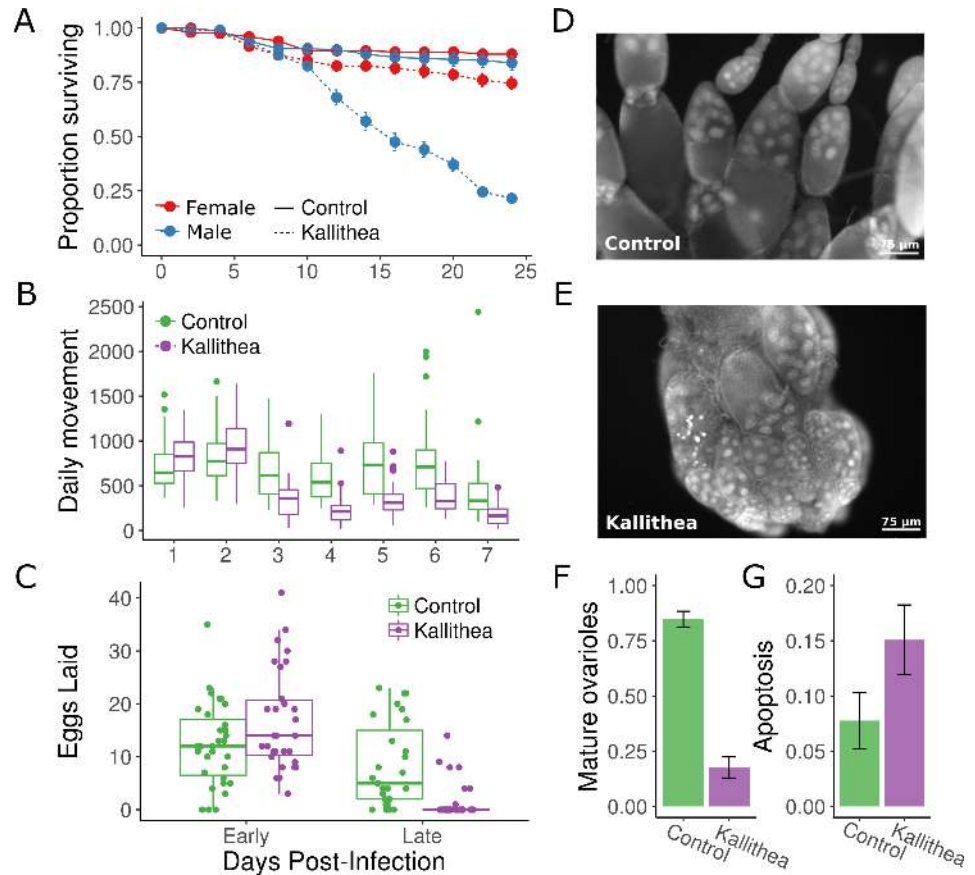 A
Proportion surviving
1.00
0.75
0.50
0.25
0.00
Female
Male
Control
Kallithea
0 5 10 15 20 25
B
Daily movement
2500
2000
1500
1000
500
0
Control
Kallithea
1 2 3 4 5 6 7
C
Eggs Laid
40
30
20
10
0
Control
Kallithea
Early Late
Days Post-Infection
D
Control
75 µm
E
Kallithea
75 µm
F
Mature ovarioles
1.00
0.75
0.50
0.25
0.00
Control
Kallithea
G
Apoptosis
0.20
0.15
0.10
0.05
0.00
Control
Kallithea